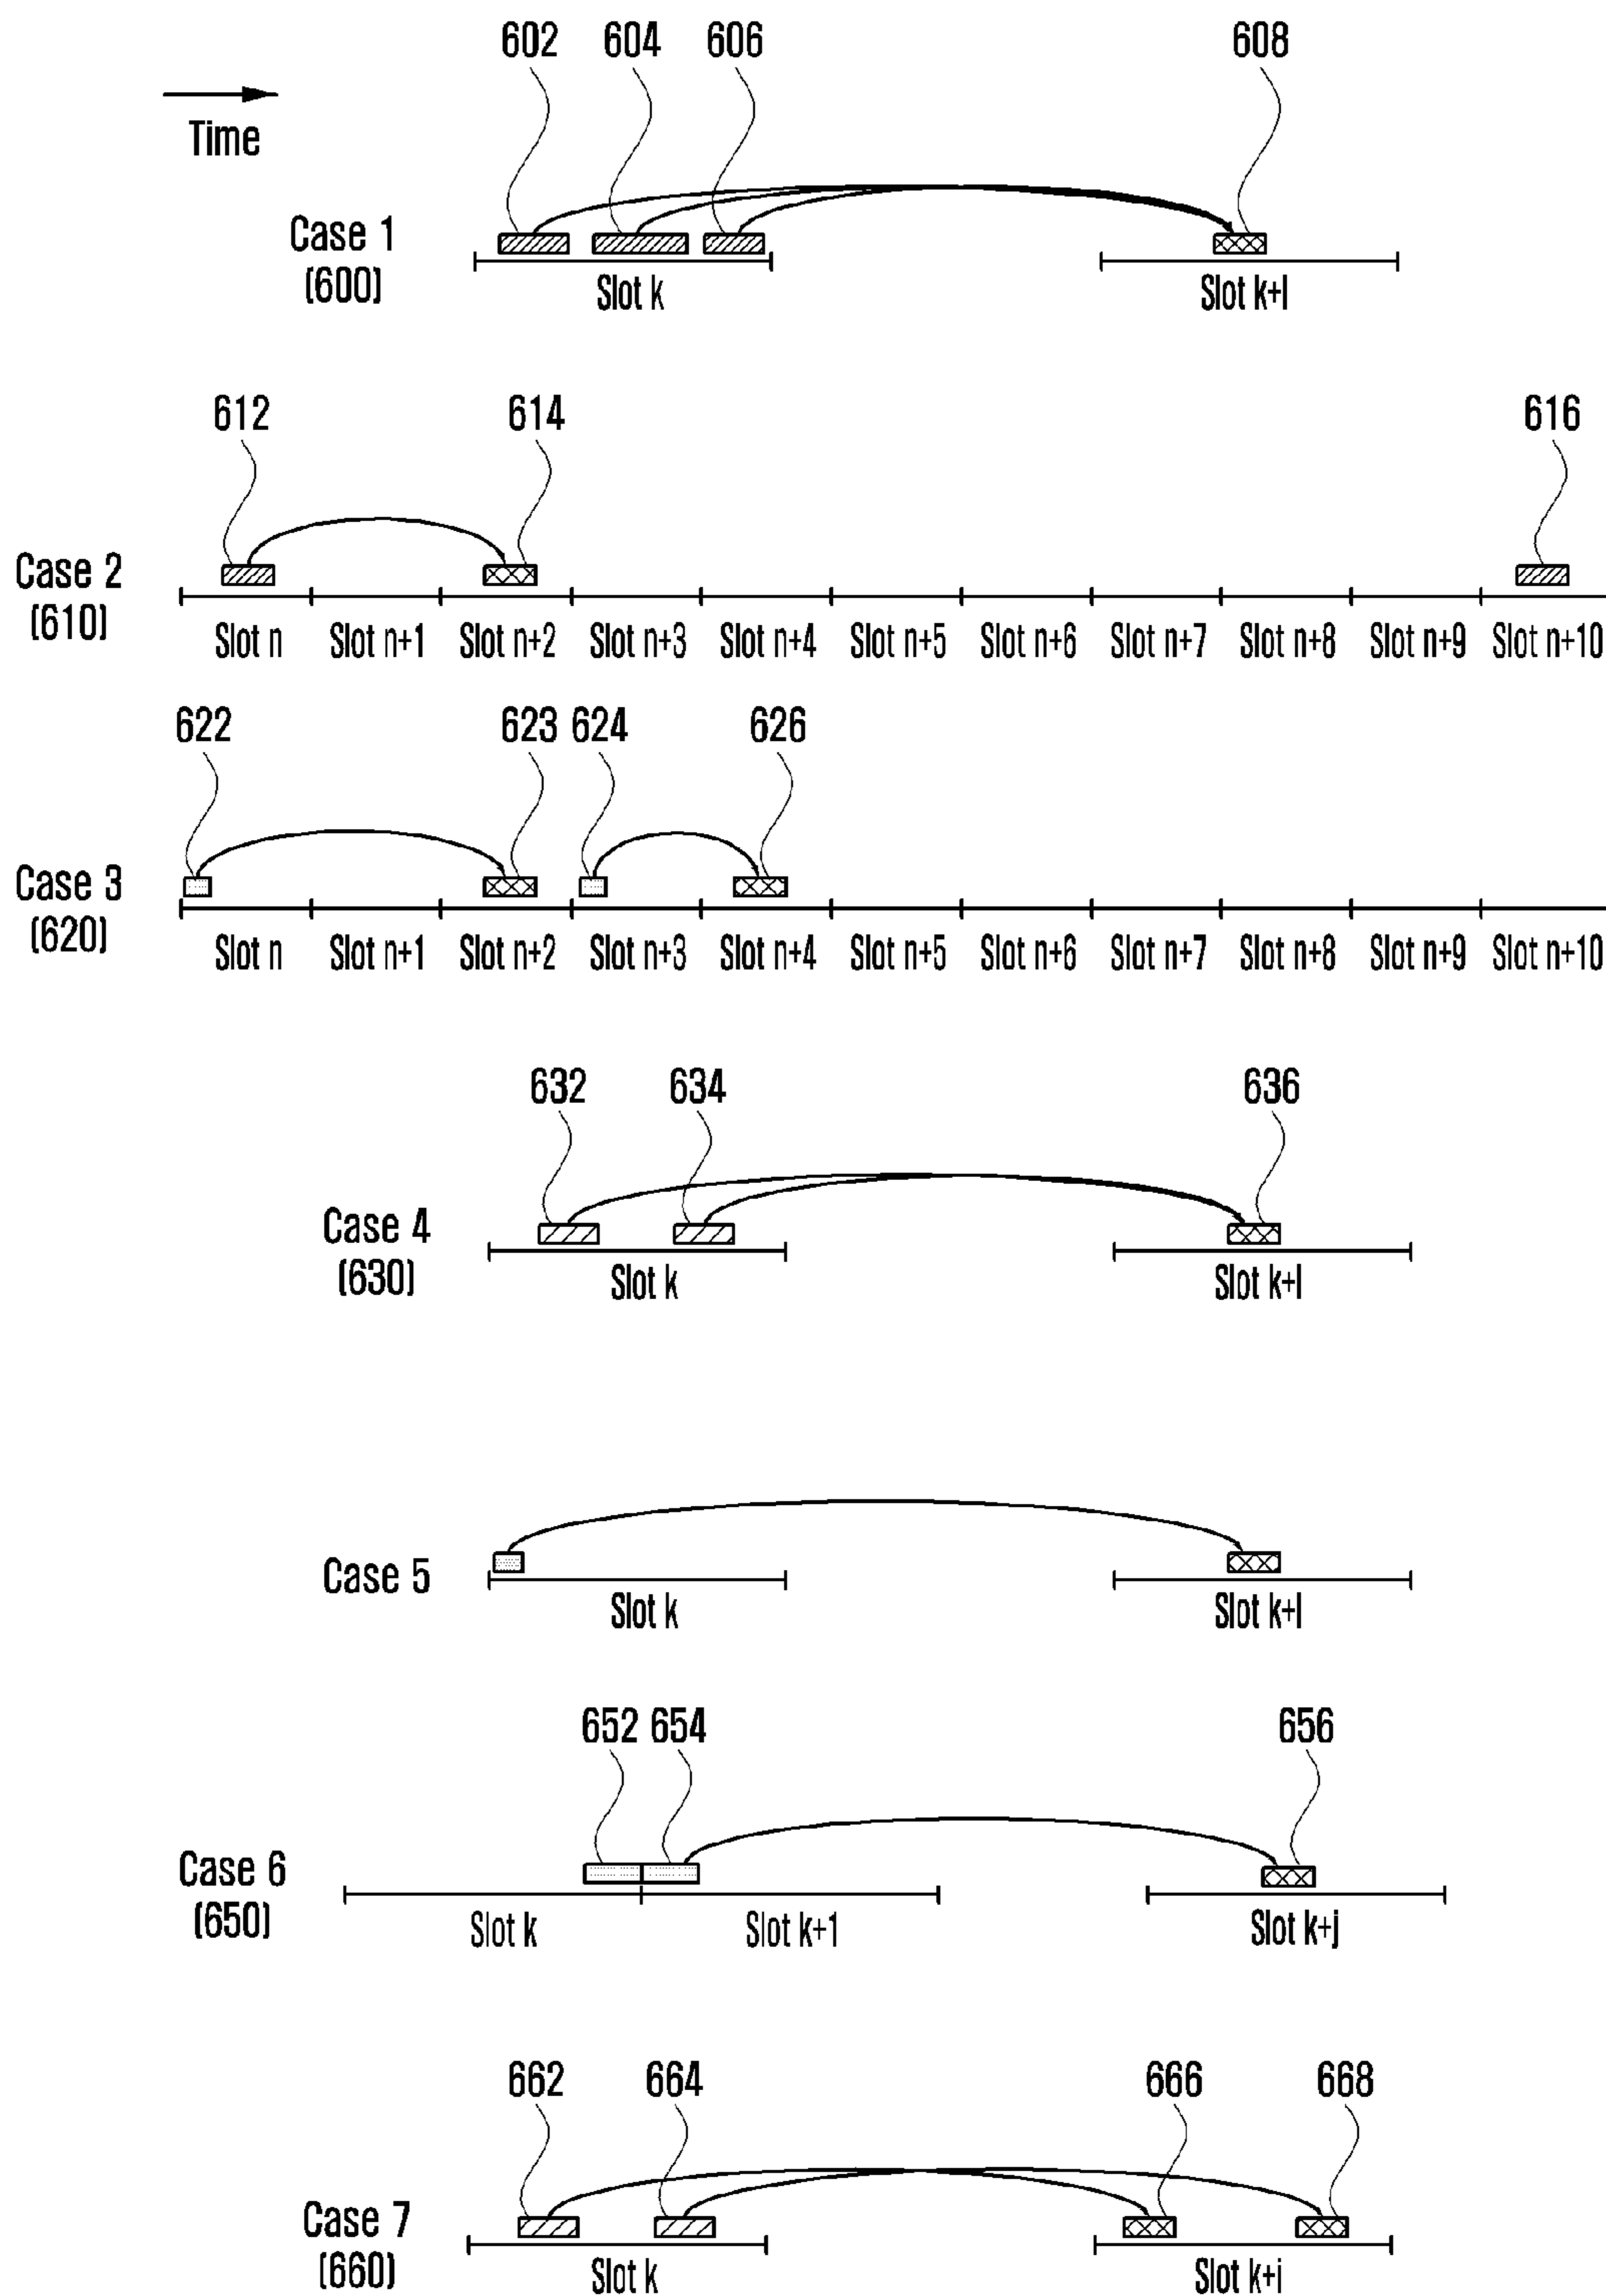 602 604 606 608
Time
Case 1
(600)
Slot k Slot k+l
612 614 616
Case 2
(610)
Slot n Slot n+1 Slot n+2 Slot n+3 Slot n+4 Slot n+5 Slot n+6 Slot n+7 Slot n+8 Slot n+9 Slot n+10
622 623 624 626
Case 3
(620)
Slot n Slot n+1 Slot n+2 Slot n+3 Slot n+4 Slot n+5 Slot n+6 Slot n+7 Slot n+8 Slot n+9 Slot n+10
632 634 636
Case 4
(630)
Slot k Slot k+l
Case 5
Slot k Slot k+l
652 654 656
Case 6
(650)
Slot k Slot k+1 Slot k+j
662 664 666 668
Case 7
(660)
Slot k Slot k+i